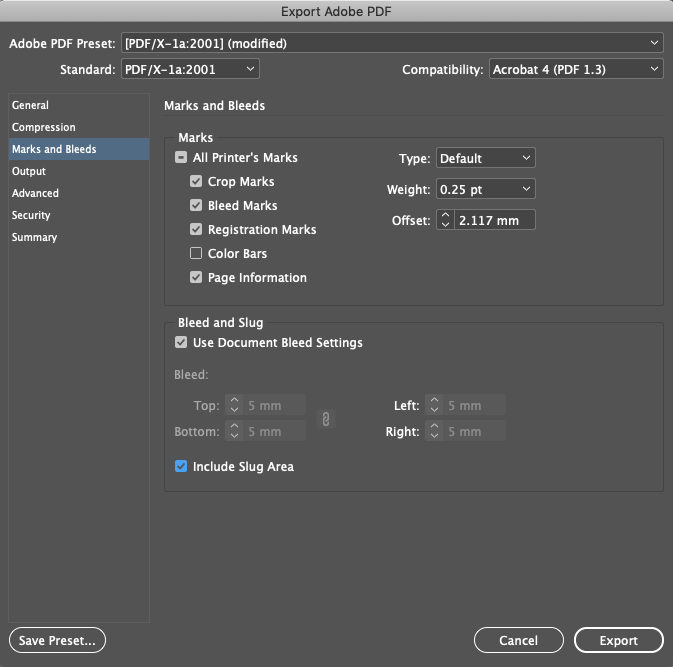 Export Adobe PDF
Adobe PDF Preset: [PDF/X-1a:2001] (modified)
Standard: PDF/X-1a:2001 Compatibility: Acrobat 4 (PDF 1.3)
General
Compression
Marks and Bleeds
Output
Advanced
Security
Summary
Marks and Bleeds
Marks
All Printer's Marks Type: Default
Crop Marks Weight: 0.25 pt
Bleed Marks Offset: 2.117 mm
Registration Marks
Color Bars
Page Information
Bleed and Slug
Use Document Bleed Settings
Bleed:
Top: 5 mm Left: 5 mm
Bottom: 5 mm Right: 5 mm
Include Slug Area
Save Preset... Cancel Export